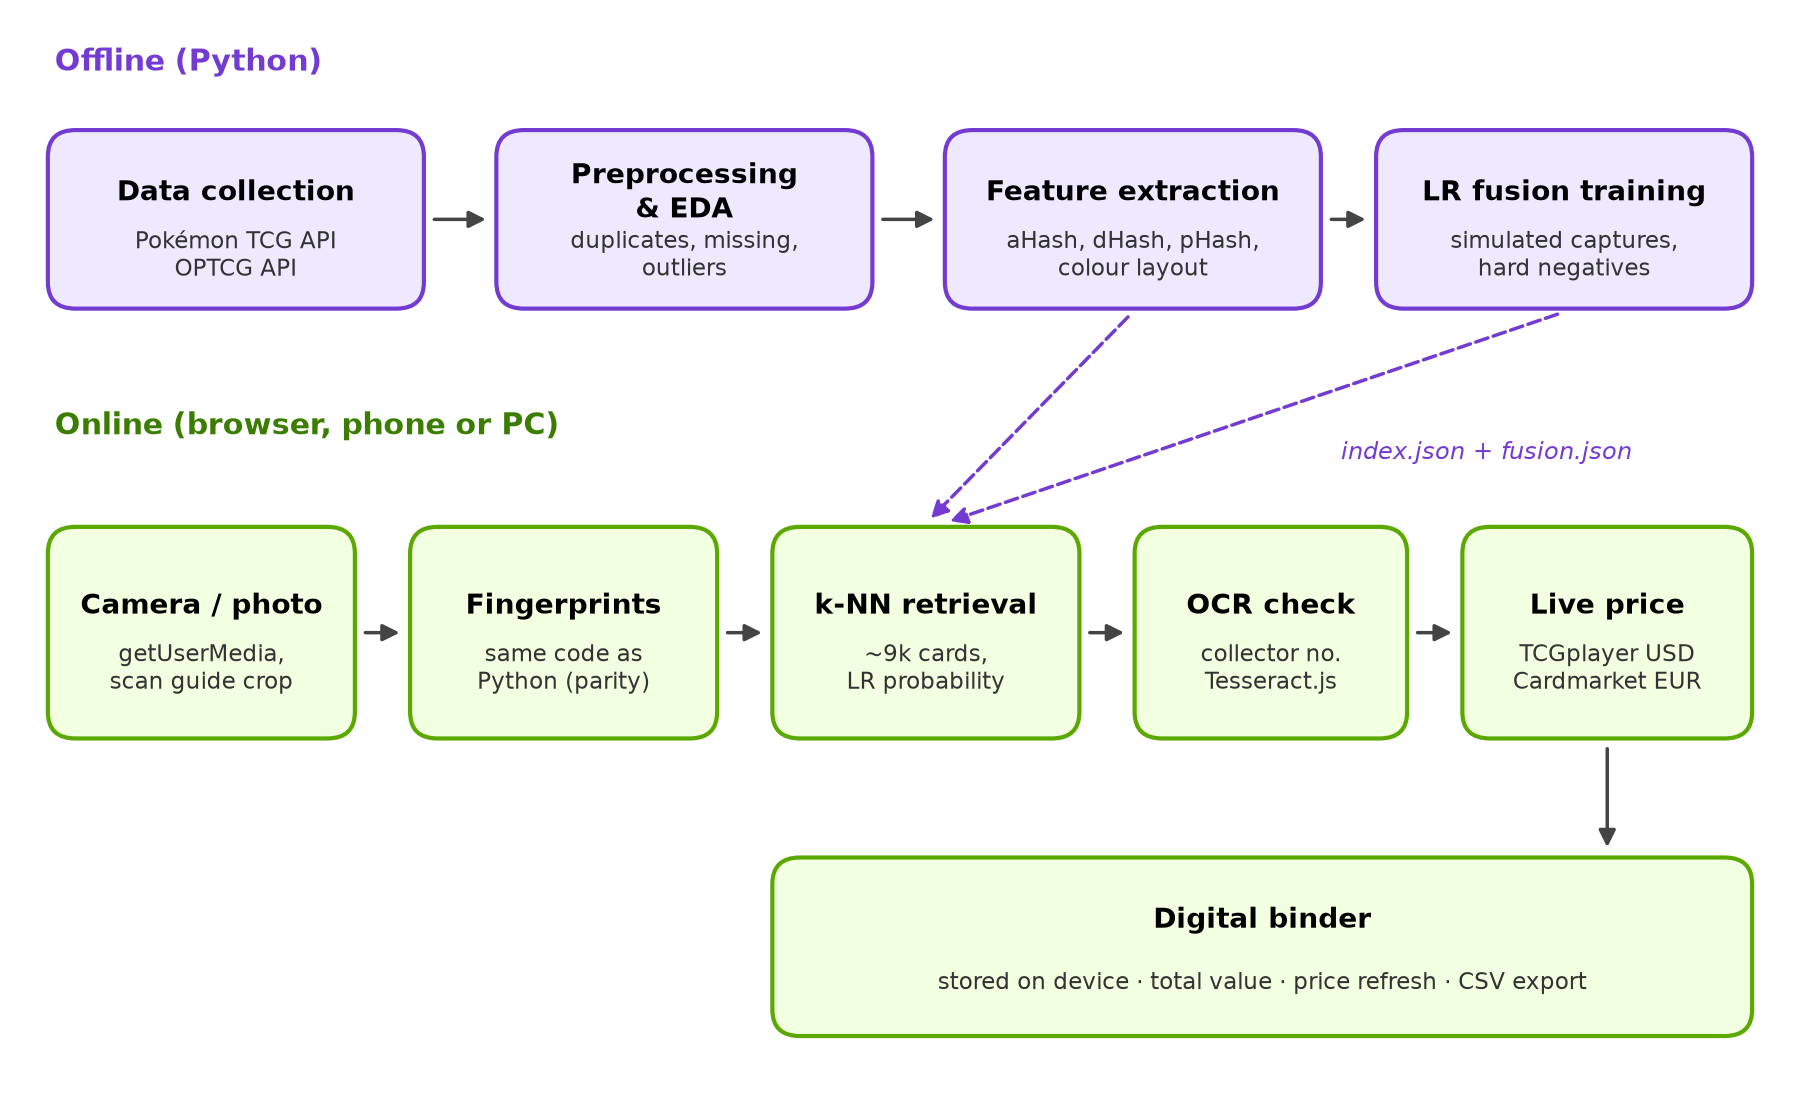 Offline (Python)
Data collection
Pokémon TCG API
OPTCG API
Preprocessing
& EDA
duplicates, missing,
outliers
Feature extraction
aHash, dHash, pHash,
colour layout
LR fusion training
simulated captures,
hard negatives
Online (browser, phone or PC)
index.json + fusion.json
Camera / photo
getUserMedia,
scan guide crop
Fingerprints
same code as
Python (parity)
k-NN retrieval
~9k cards,
LR probability
OCR check
collector no.
Tesseract.js
Live price
TCGplayer USD
Cardmarket EUR
Digital binder
stored on device · total value · price refresh · CSV export